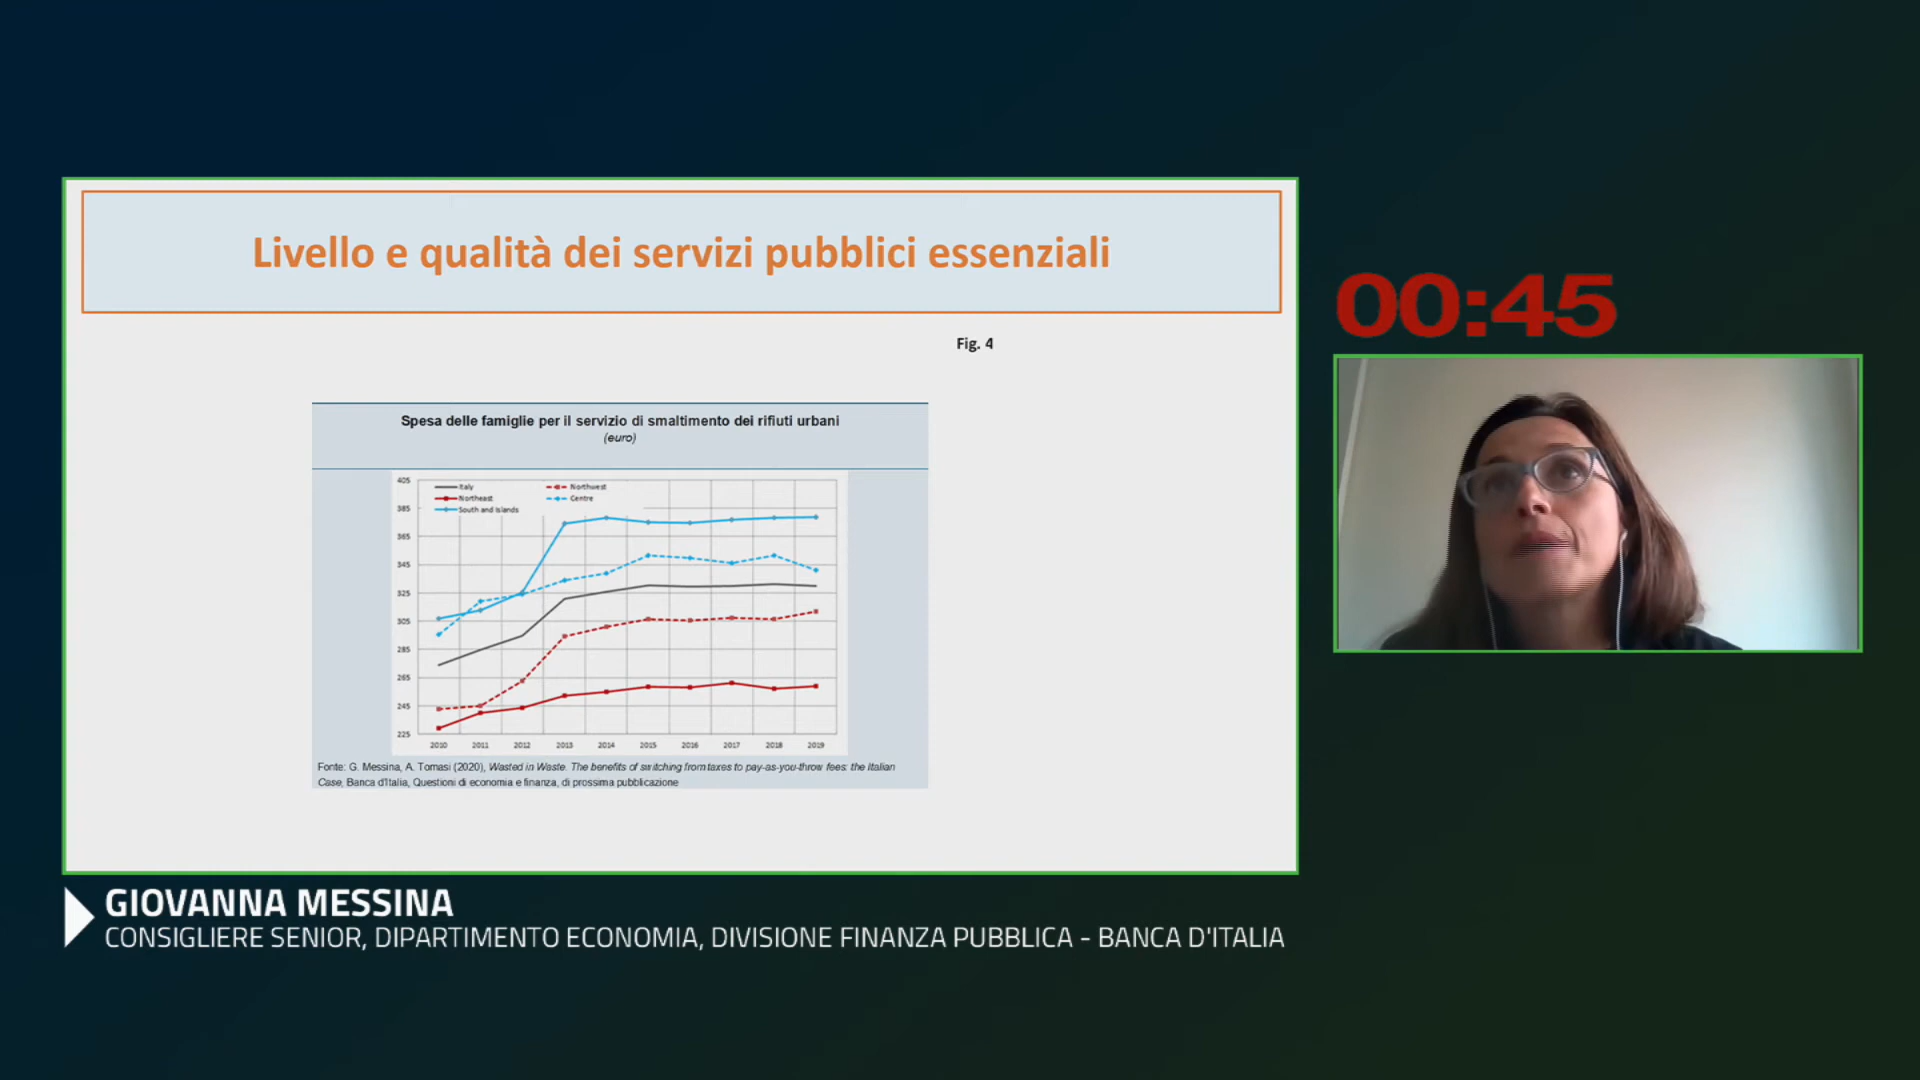 Livello e qualità dei servizi pubblici essenziali
00:45
Fig. 4
Spesa delle famiglie per il servizio di smaltimento dei rifiuti urbani
(euro)
Italy
Northwest
Northeast
Centre
South and Islands
405
385
365
345
325
305
285
265
245
225
2010 2011 2012 2013 2014 2015 2016 2017 2018 2019
Fonte: G. Messina, A. Tomasi (2020), Wasted in Waste. The benefits of switching from taxes to pay-as-you-throw fees: the Italian
Case, Banca d'Italia, Questioni di economia e finanza, di prossima pubblicazione
GIOVANNA MESSINA
CONSIGLIERE SENIOR, DIPARTIMENTO ECONOMIA, DIVISIONE FINANZA PUBBLICA - BANCA D'ITALIA